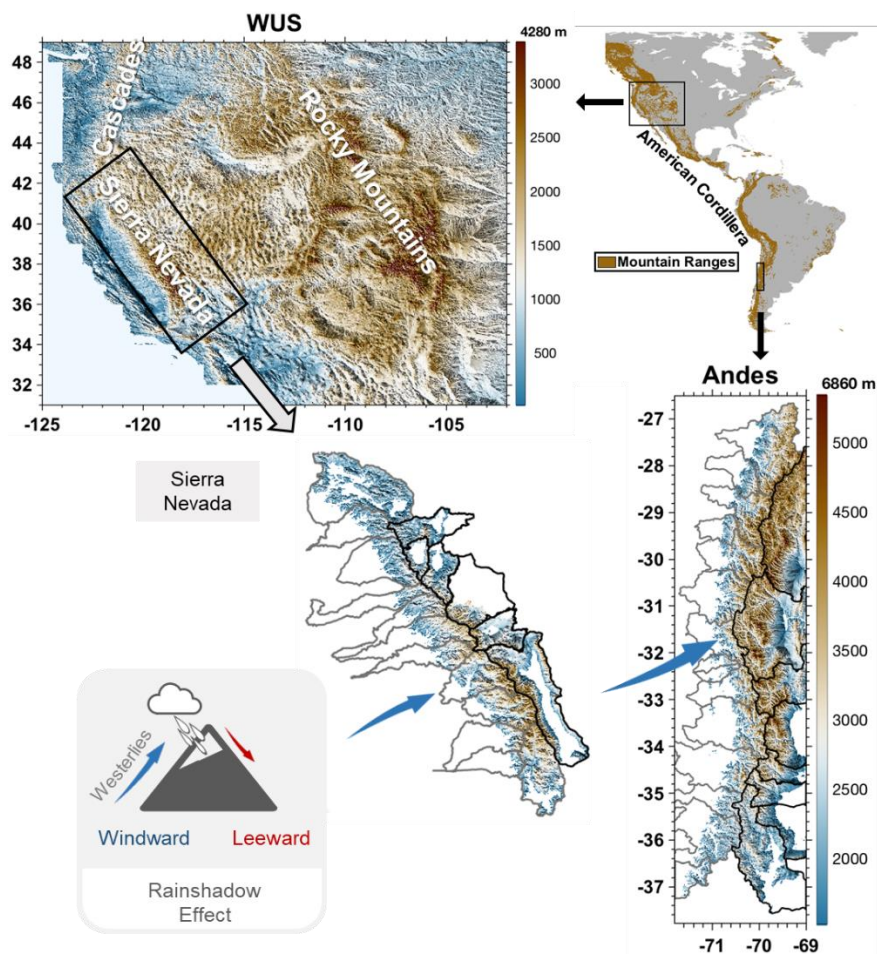 WUS
4280 m
48
46
44
42
40
38
36
34
32
3000
2500
2000
1500
1000
500
-125
-120
-115
-110
-105
Cascades
Sierra Nevada
Rocky Mountains
American Cordillera
Mountain Ranges
Andes
6860 m
-27
-28
-29
-30
-31
-32
-33
-34
-35
-36
-37
5000
4500
4000
3500
3000
2500
2000
-71
-70
-69
Sierra
Nevada
Westerlies
Windward
Leeward
Rainshadow
Effect